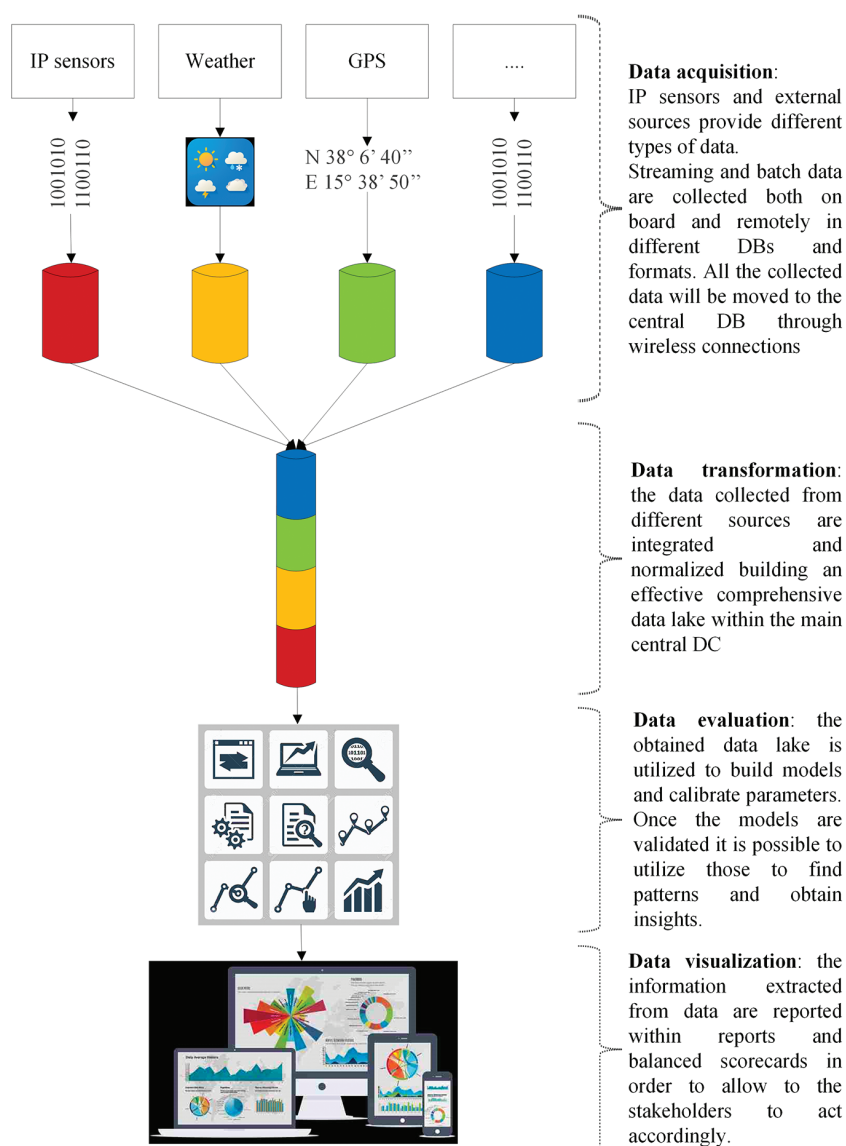 IP sensors
Weather
GPS
....
1001010
1100110
N 38° 6’ 40’’
E 15° 38’ 50’’
1001010
1100110
Data acquisition:
IP sensors and external
sources provide different
types of data.
Streaming and batch data
are collected both on
board and remotely in
different DBs and
formats. All the collected
data will be moved to the
central DB through
wireless connections
Data transformation:
the data collected from
different sources are
integrated and
normalized building an
effective comprehensive
data lake within the main
central DC
Data evaluation: the
obtained data lake is
utilized to build models
and calibrate parameters.
Once the models are
validated it is possible to
utilize those to find
patterns and obtain
insights.
Data visualization: the
information extracted
from data are reported
within reports and
balanced scorecards in
order to allow to the
stakeholders to act
accordingly.